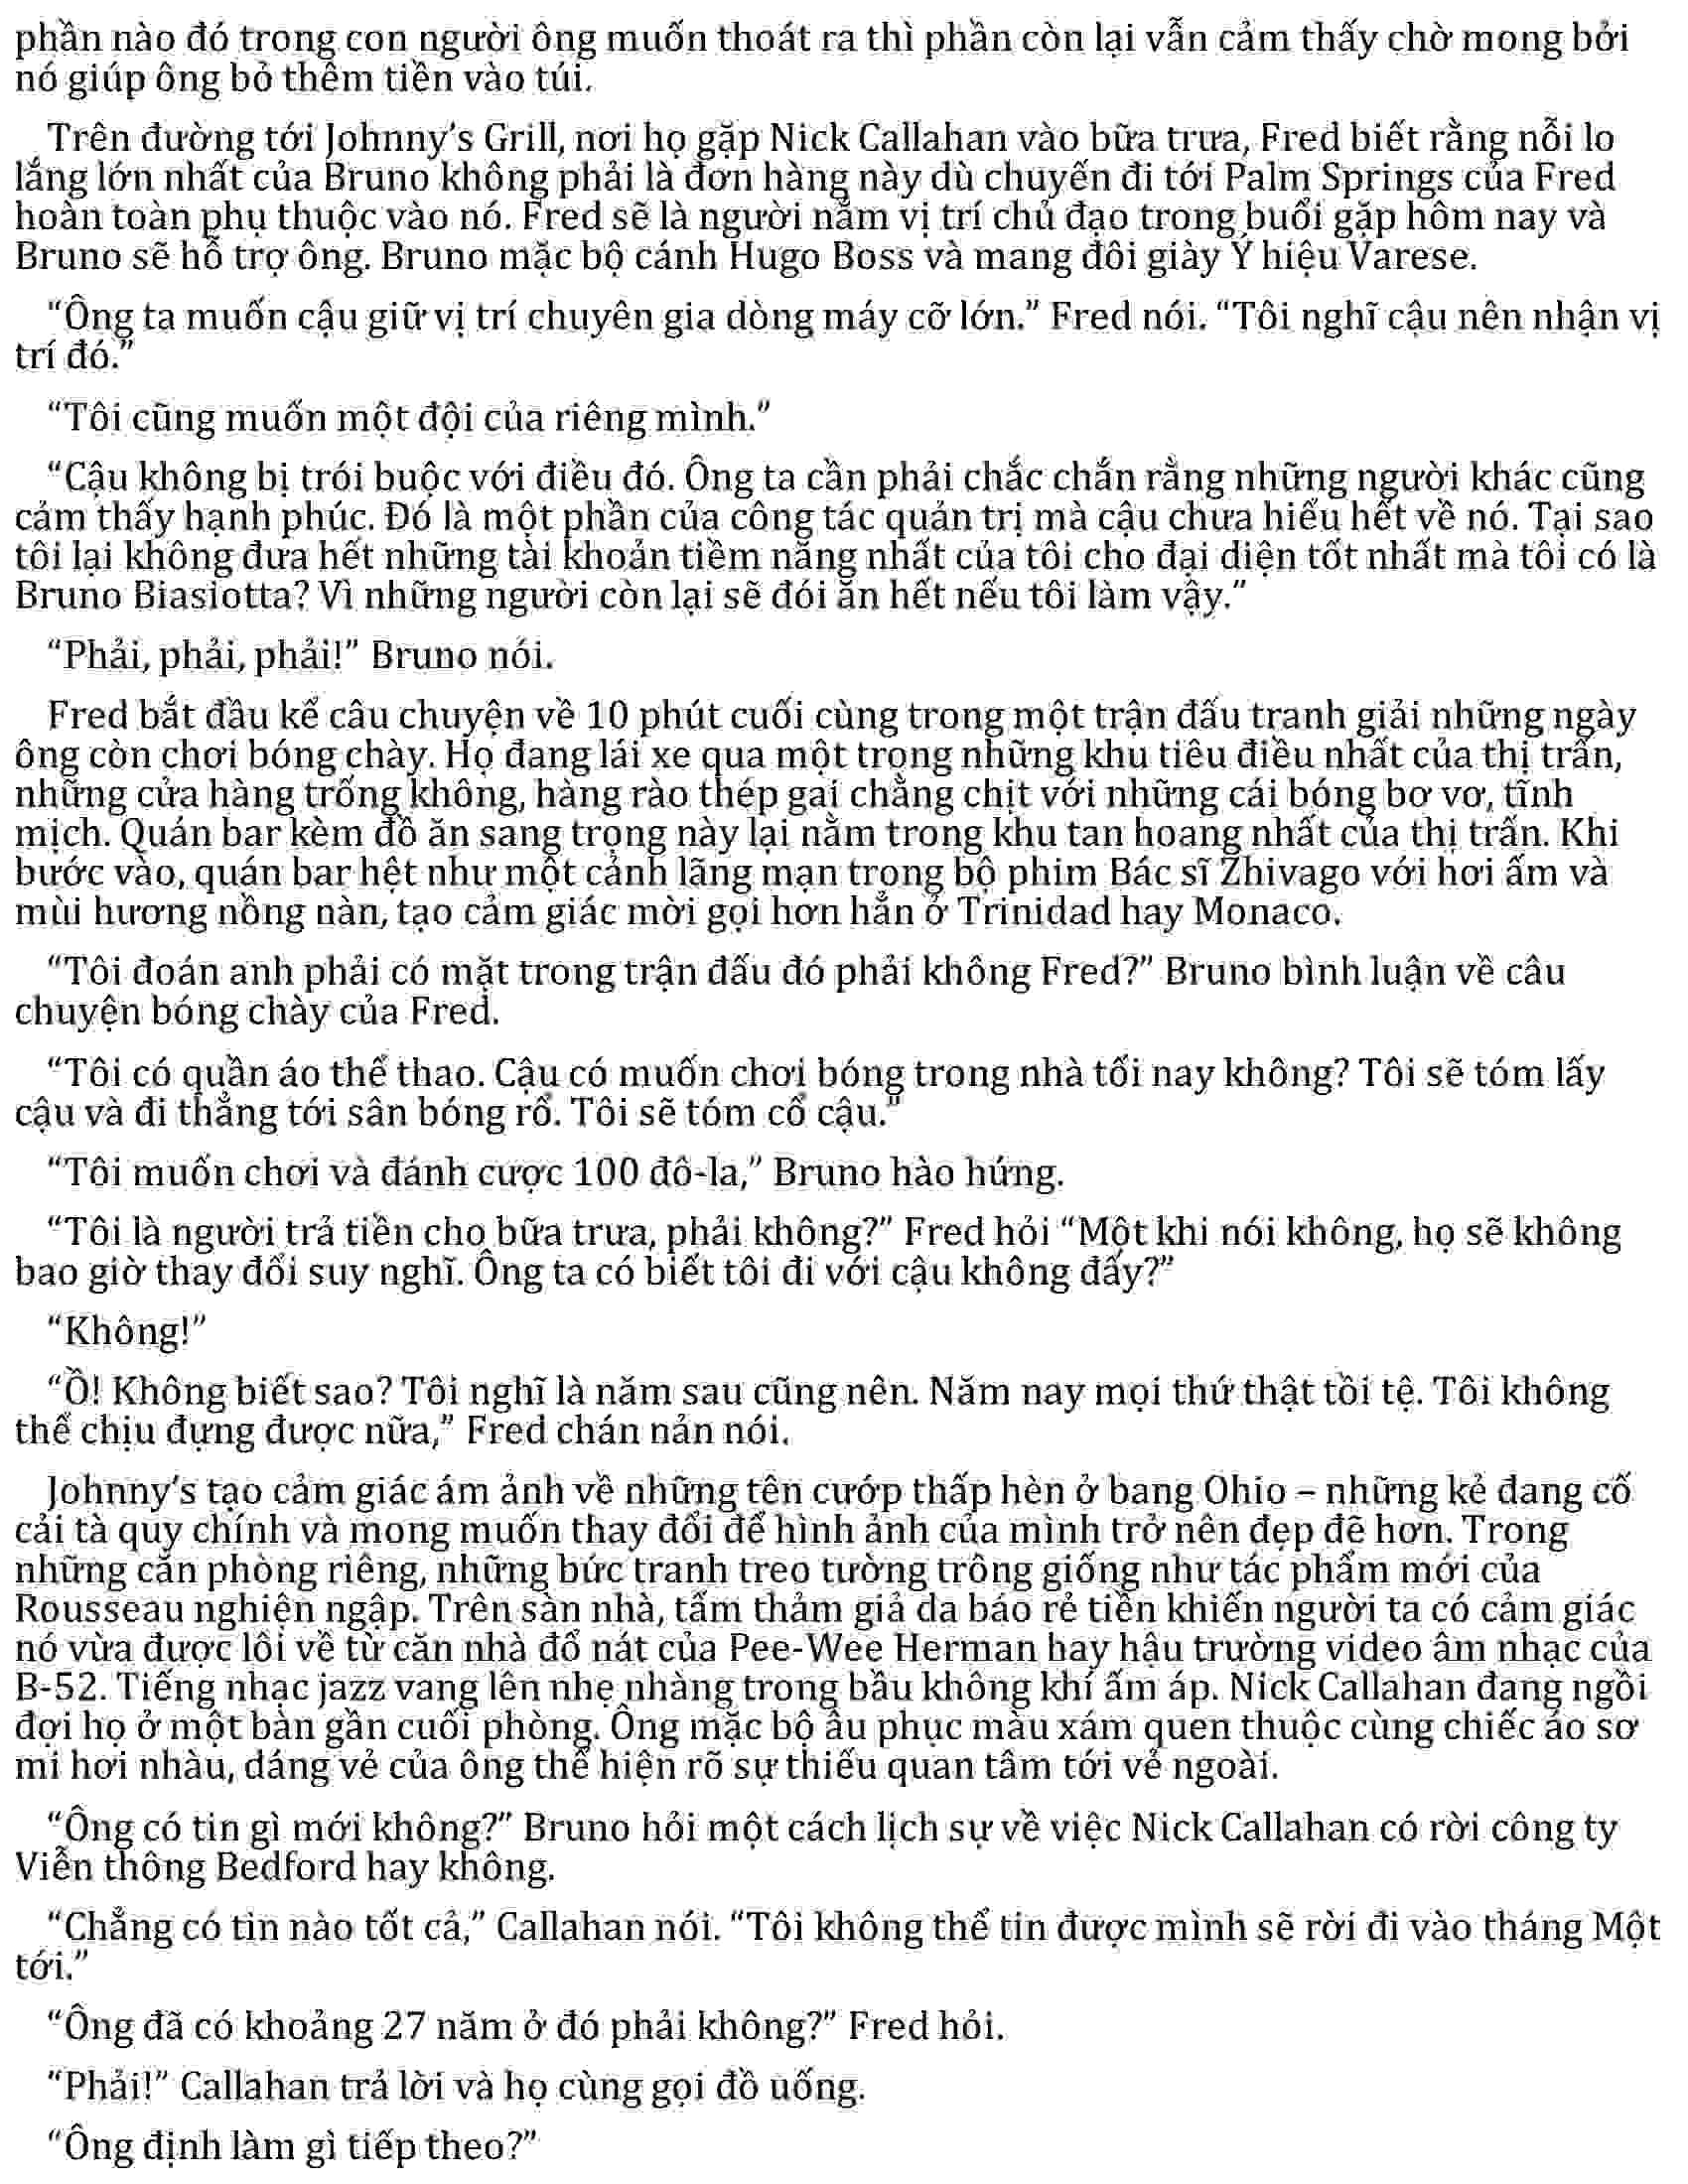 phần nào đó trong con người ông muốn thoát ra thì phần còn lại vẫn cảm thấy chờ mong bởi
nó giúp ông bỏ thêm tiền vào túi.
Trên đường tới Johnny’s Grill, nơi họ gặp Nick Callahan vào bữa trưa, Fred biết rằng nỗi lo
lắng lớn nhất của Bruno không phải là đơn hàng này dù chuyến đi tới Palm Springs của Fred
hoàn toàn phụ thuộc vào nó. Fred sẽ là người nắm vị trí chủ đạo trong buổi gặp hôm nay và
Bruno sẽ hỗ trợ ông. Bruno mặc bộ cánh Hugo Boss và mang đôi giày Ý hiệu Varese.
“Ông ta muốn cậu giữ vị trí chuyên gia dòng máy cỡ lớn.” Fred nói. “Tôi nghĩ cậu nên nhận vị
trí đó.”
“Tôi cũng muốn một đội của riêng mình.”
“Cậu không bị trói buộc với điều đó. Ông ta cần phải chắc chắn rằng những người khác cũng
cảm thấy hạnh phúc. Đó là một phần của công tác quản trị mà cậu chưa hiểu hết về nó. Tại sao
tôi lại không đưa hết những tài khoản tiềm năng nhất của tôi cho đại diện tốt nhất mà tôi có là
Bruno Biasiotta? Vì những người còn lại sẽ đói ăn hết nếu tôi làm vậy.”
“Phải, phải, phải!” Bruno nói.
Fred bắt đầu kể câu chuyện về 10 phút cuối cùng trong một trận đấu tranh giải những ngày
ông còn chơi bóng chày. Họ đang lái xe qua một trong những khu tiêu điều nhất của thị trấn,
những cửa hàng trống không, hàng rào thép gai chằng chịt với những cái bóng bơ vơ, tĩnh
mịch. Quán bar kèm đồ ăn sang trọng này lại nằm trong khu tan hoang nhất của thị trấn. Khi
bước vào, quán bar hệt như một cảnh lãng mạn trong bộ phim Bác sĩ Zhivago với hơi ấm và
mùi hương nồng nàn, tạo cảm giác mời gọi hơn hẳn ở Trinidad hay Monaco.
“Tôi đoán anh phải có mặt trong trận đấu đó phải không Fred?” Bruno bình luận về câu
chuyện bóng chày của Fred.
“Tôi có quần áo thể thao. Cậu có muốn chơi bóng trong nhà tối nay không? Tôi sẽ tóm lấy
cậu và đi thẳng tới sân bóng rổ. Tôi sẽ tóm cổ cậu.”
“Tôi muốn chơi và đánh cược 100 đô-la,” Bruno hào hứng.
“Tôi là người trả tiền cho bữa trưa, phải không?” Fred hỏi “Một khi nói không, họ sẽ không
bao giờ thay đổi suy nghĩ. Ông ta có biết tôi đi với cậu không đấy?”
“Không!”
“Ồ! Không biết sao? Tôi nghĩ là năm sau cũng nên. Năm nay mọi thứ thật tồi tệ. Tôi không
thể chịu đựng được nữa,” Fred chán nản nói.
Johnny’s tạo cảm giác ám ảnh về những tên cướp thấp hèn ở bang Ohio – những kẻ đang cố
cải tà quy chính và mong muốn thay đổi để hình ảnh của mình trở nên đẹp đẽ hơn. Trong
những căn phòng riêng, những bức tranh treo tường trông giống như tác phẩm mới của
Rousseau nghiện ngập. Trên sàn nhà, tấm thảm giả da báo rẻ tiền khiến người ta có cảm giác
nó vừa được lôi về từ căn nhà đổ nát của Pee-Wee Herman hay hậu trường video âm nhạc của
B-52. Tiếng nhạc jazz vang lên nhẹ nhàng trong bầu không khí ấm áp. Nick Callahan đang ngồi
đợi họ ở một bàn gần cuối phòng. Ông mặc bộ âu phục màu xám quen thuộc cùng chiếc áo sơ
mi hơi nhàu, dáng vẻ của ông thể hiện rõ sự thiếu quan tâm tới vẻ ngoài.
“Ông có tin gì mới không?” Bruno hỏi một cách lịch sự về việc Nick Callahan có rời công ty
Viễn thông Bedford hay không.
“Chẳng có tin nào tốt cả,” Callahan nói. “Tôi không thể tin được mình sẽ rời đi vào tháng Một
tới.”
“Ông đã có khoảng 27 năm ở đó phải không?” Fred hỏi.
“Phải!” Callahan trả lời và họ cùng gọi đồ uống.
“Ông định làm gì tiếp theo?”